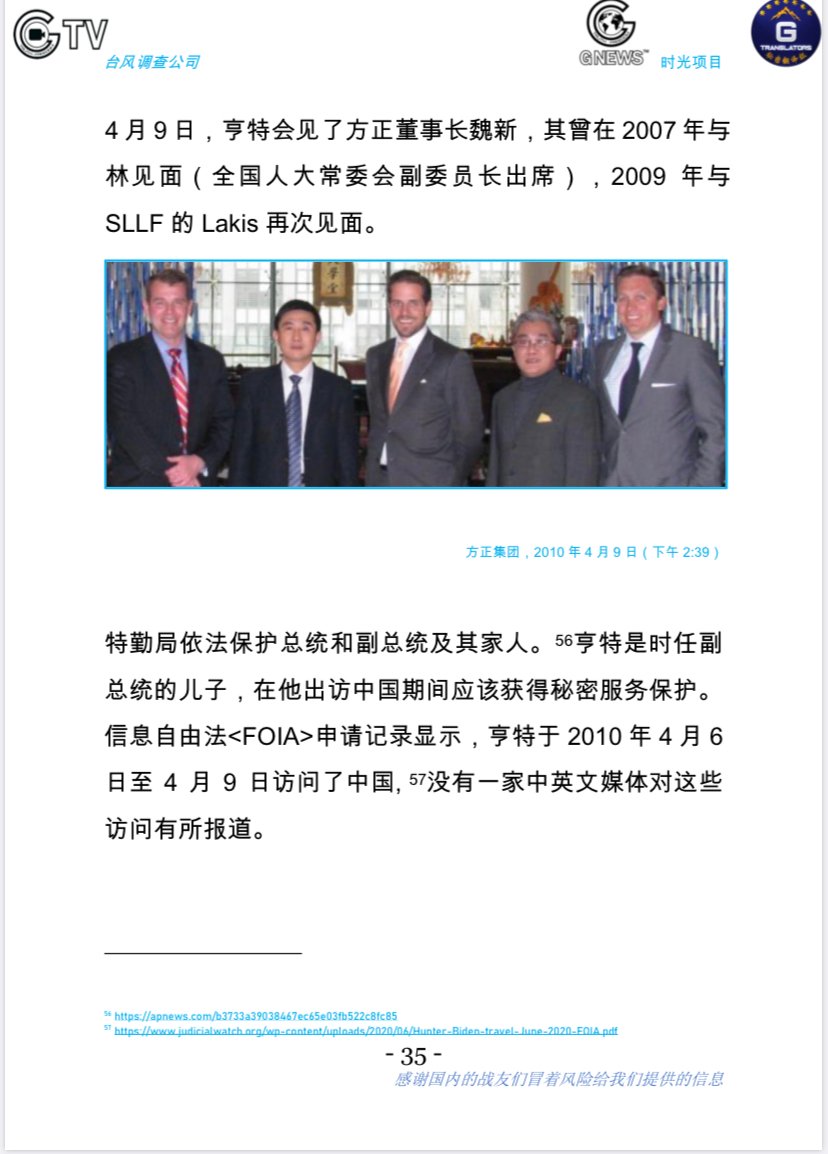 GTV
台风调查公司
GNEWS™
时光项目
G
TRANSLATORS
4 月 9 日，亨特会见了方正董事长魏新，其曾在 2007 年与
林见面（全国人大常委会副委员长出席），2009 年与
SLLF 的 Lakis 再次见面。
方正集团，2010 年 4 月 9 日（下午 2:39）
特勤局依法保护总统和副总统及其家人。56亨特是时任副
总统的儿子，在他出访中国期间应该获得秘密服务保护。
信息自由法<FOIA>申请记录显示，亨特于 2010 年 4 月 6
日至 4 月 9 日访问了中国, 57没有一家中英文媒体对这些
访问有所报道。
56 https://apnews.com/b3733a39038467ec65e03fb522c8fc85
57 https://www.judicialwatch.org/wp-content/uploads/2020/06/Hunter-Biden-travel-June-2020-FOIA.pdf
- 35 -
感谢国内的战友们冒着风险给我们提供的信息